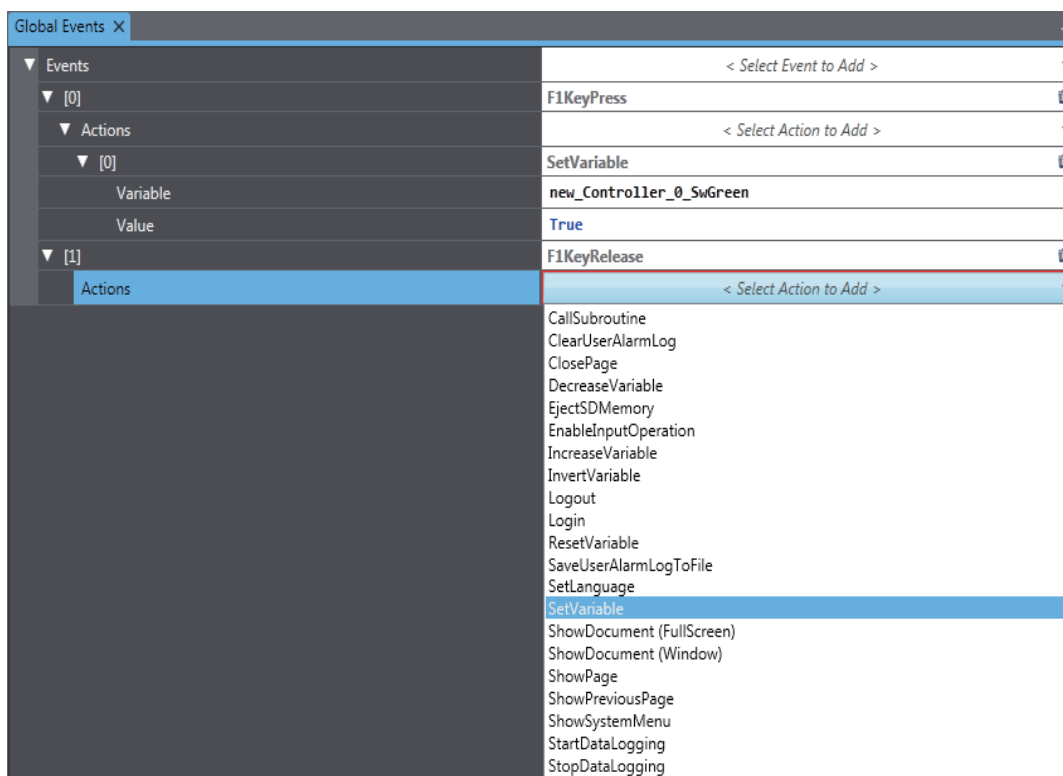 Global Events X
Events < Select Event to Add >
[0] F1KeyPress
Actions < Select Action to Add >
[0] SetVariable
Variable new_Controller_0_SwGreen
Value True
[1] F1KeyRelease
Actions < Select Action to Add >
CallSubroutine
ClearUserAlarmLog
ClosePage
DecreaseVariable
EjectSDMemory
EnableInputOperation
IncreaseVariable
InvertVariable
Logout
Login
ResetVariable
SaveUserAlarmLogToFile
SetLanguage
SetVariable
ShowDocument (FullScreen)
ShowDocument (Window)
ShowPage
ShowPreviousPage
ShowSystemMenu
StartDataLogging
StopDataLogging